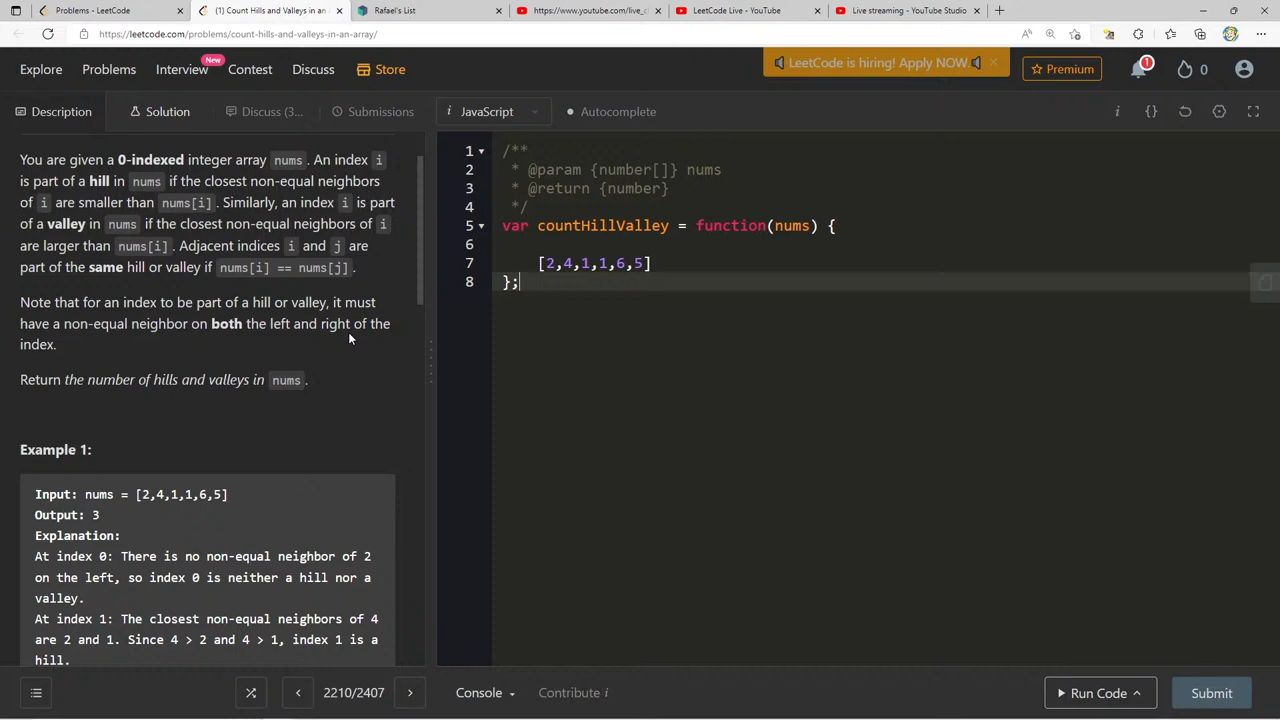 Problems - LeetCode
(1) Count Hills and Valleys in an
Rafael's List
https://www.youtube.com/live_cl
LeetCode Live - YouTube
Live streaming - YouTube Studio
https://leetcode.com/problems/count-hills-and-valleys-in-an-array/
Explore
Problems
Interview
New
Contest
Discuss
Store
LeetCode is hiring! Apply NOW.
Premium
1
0
Description
Solution
Discuss (3...
Submissions
i JavaScript
Autocomplete
You are given a 0-indexed integer array nums. An index i
is part of a hill in nums if the closest non-equal neighbors
of i are smaller than nums[i]. Similarly, an index i is part
of a valley in nums if the closest non-equal neighbors of i
are larger than nums[i]. Adjacent indices i and j are
part of the same hill or valley if nums[i] == nums[j].
Note that for an index to be part of a hill or valley, it must
have a non-equal neighbor on both the left and right of the
index.
Return the number of hills and valleys in nums.
Example 1:
Input: nums = [2,4,1,1,6,5]
Output: 3
Explanation:
At index 0: There is no non-equal neighbor of 2
on the left, so index 0 is neither a hill nor a
valley.
At index 1: The closest non-equal neighbors of 4
are 2 and 1. Since 4 > 2 and 4 > 1, index 1 is a
hill.
1 /**
2 * @param {number[]} nums
3 * @return {number}
4 */
5 var countHillValley = function(nums) {
6
7 [2,4,1,1,6,5]
8 };
2210/2407
Console
Contribute i
Run Code
Submit